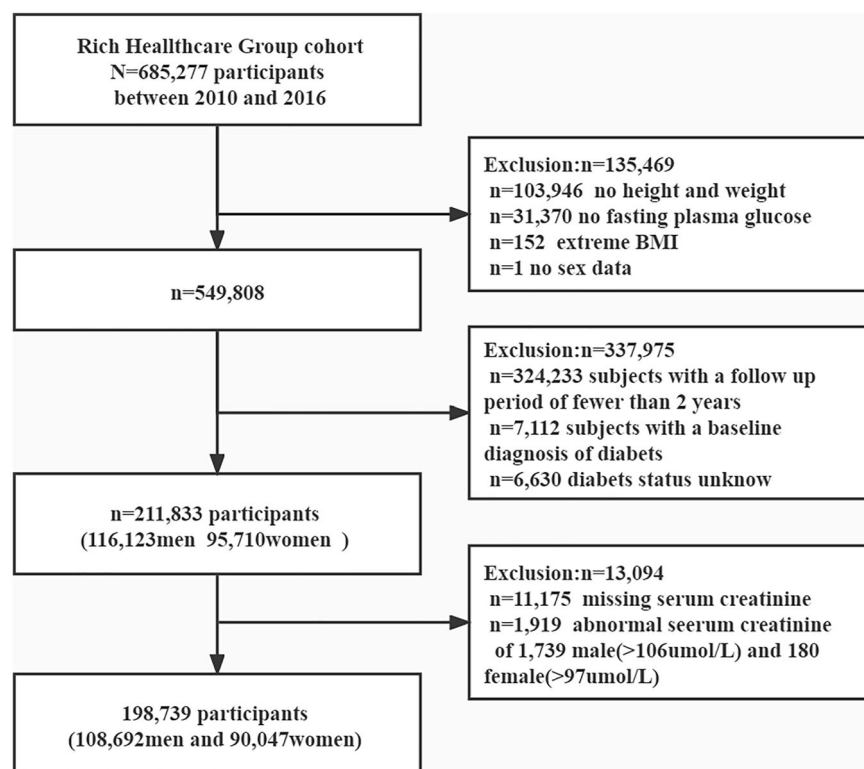 Rich Heallthcare Group cohort
N=685,277 participants
between 2010 and 2016
Exclusion:n=135,469
n=103,946 no height and weight
n=31,370 no fasting plasma glucose
n=152 extreme BMI
n=1 no sex data
n=549,808
Exclusion:n=337,975
n=324,233 subjects with a follow up
period of fewer than 2 years
n=7,112 subjects with a baseline
diagnosis of diabets
n=6,630 diabets status unknow
n=211,833 participants
(116,123men 95,710women )
Exclusion:n=13,094
n=11,175 missing serum creatinine
n=1,919 abnormal seerum creatinine
of 1,739 male(>106umol/L) and 180
female(>97umol/L)
198,739 participants
(108,692men and 90,047women)